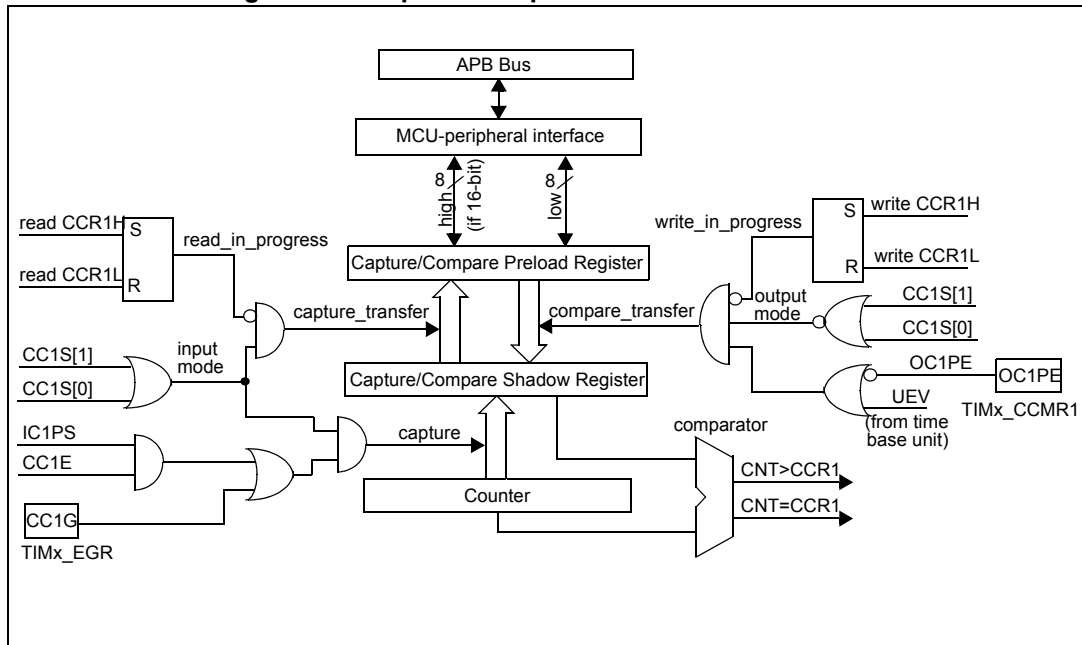 APB Bus
MCU-peripheral interface
8
high
(if 16-bit)
8
low
read CCR1H
S
read_in_progress
read CCR1L
R
write_in_progress
S
write CCR1H
R
write CCR1L
Capture/Compare Preload Register
capture_transfer
compare_transfer
output
mode
CC1S[1]
CC1S[0]
CC1S[1]
CC1S[0]
input
mode
Capture/Compare Shadow Register
OC1PE
OC1PE
UEV
(from time
base unit)
TIMx_CCMR1
IC1PS
CC1E
capture
comparator
Counter
CNT>CCR1
CNT=CCR1
CC1G
TIMx_EGR